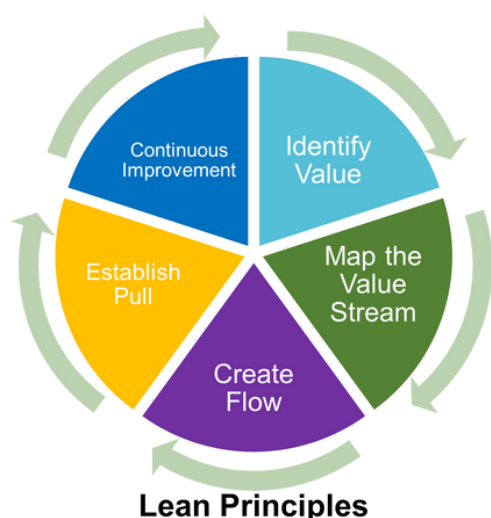 Identify
Value
Map the
Value
Stream
Create
Flow
Establish
Pull
Continuous
Improvement
Lean Principles